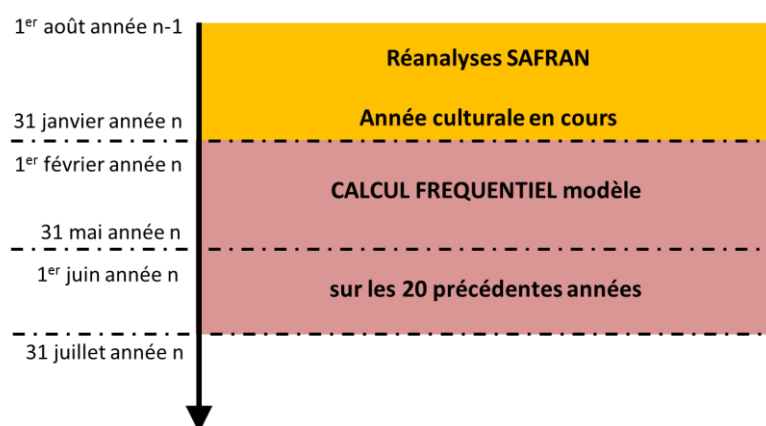 1er août année n-1
Réanalyses SAFRAN
31 janvier année n
Année culturale en cours
1er février année n
CALCUL FREQUENTIEL modèle
31 mai année n
1er juin année n
sur les 20 précédentes années
31 juillet année n